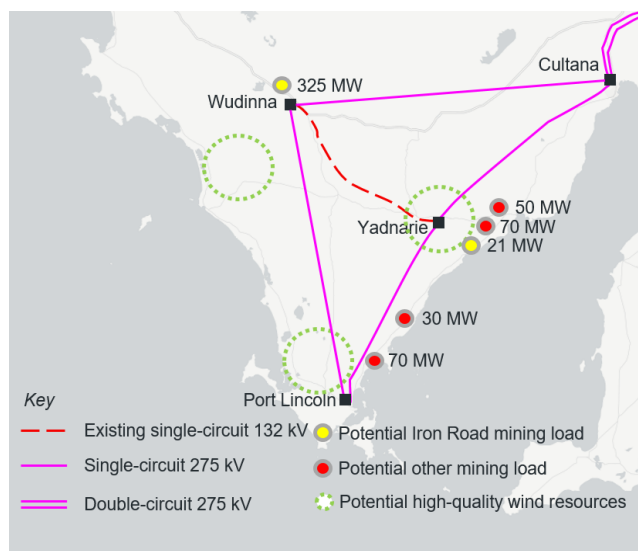 325 MW
Cultana
Wudinna
50 MW
Yadnarie
70 MW
21 MW
30 MW
70 MW
Key
Port Lincoln
Existing single-circuit 132 kV
Potential Iron Road mining load
Single-circuit 275 kV
Potential other mining load
Double-circuit 275 kV
Potential high-quality wind resources